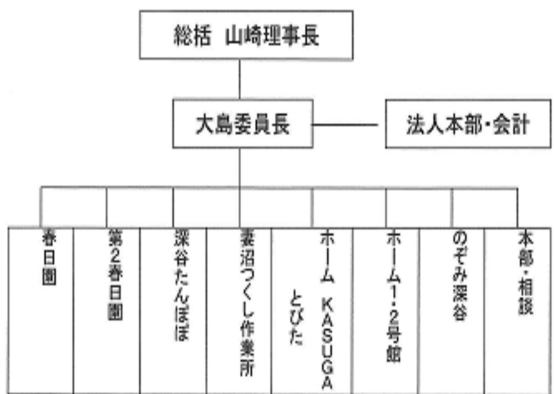 総括 山崎理事長
大島委員長
法人本部・会計
春日園
第2春日園
深谷たんぽぽ
妻沼つくし作業所
ホーム KASUGA
とびた
ホーム1・2号館
のぞみ深谷
本部・相談